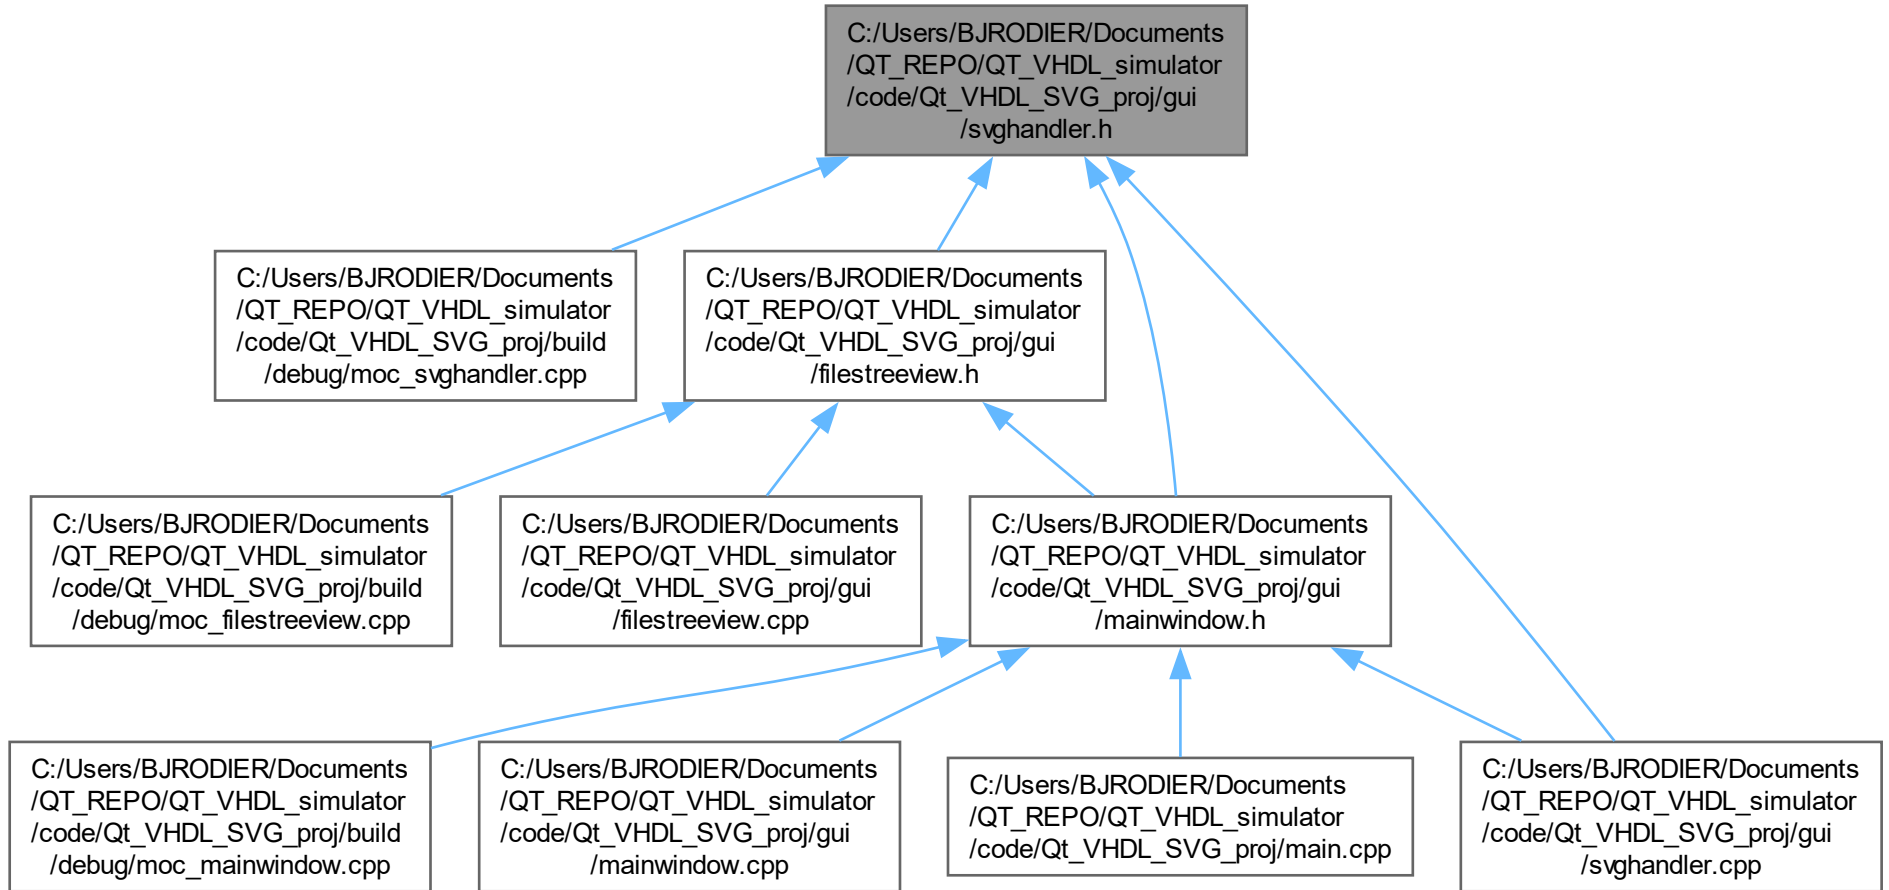 C:/Users/BJRODIER/Documents
/QT_REPO/QT_VHDL_simulator
/code/Qt_VHDL_SVG_proj/gui
/svghandler.h
C:/Users/BJRODIER/Documents
/QT_REPO/QT_VHDL_simulator
/code/Qt_VHDL_SVG_proj/build
/debug/moc_svghandler.cpp
C:/Users/BJRODIER/Documents
/QT_REPO/QT_VHDL_simulator
/code/Qt_VHDL_SVG_proj/gui
/filestreeview.h
C:/Users/BJRODIER/Documents
/QT_REPO/QT_VHDL_simulator
/code/Qt_VHDL_SVG_proj/build
/debug/moc_filestreeview.cpp
C:/Users/BJRODIER/Documents
/QT_REPO/QT_VHDL_simulator
/code/Qt_VHDL_SVG_proj/gui
/filestreeview.cpp
C:/Users/BJRODIER/Documents
/QT_REPO/QT_VHDL_simulator
/code/Qt_VHDL_SVG_proj/gui
/mainwindow.h
C:/Users/BJRODIER/Documents
/QT_REPO/QT_VHDL_simulator
/code/Qt_VHDL_SVG_proj/build
/debug/moc_mainwindow.cpp
C:/Users/BJRODIER/Documents
/QT_REPO/QT_VHDL_simulator
/code/Qt_VHDL_SVG_proj/gui
/mainwindow.cpp
C:/Users/BJRODIER/Documents
/QT_REPO/QT_VHDL_simulator
/code/Qt_VHDL_SVG_proj/main.cpp
C:/Users/BJRODIER/Documents
/QT_REPO/QT_VHDL_simulator
/code/Qt_VHDL_SVG_proj/gui
/svghandler.cpp